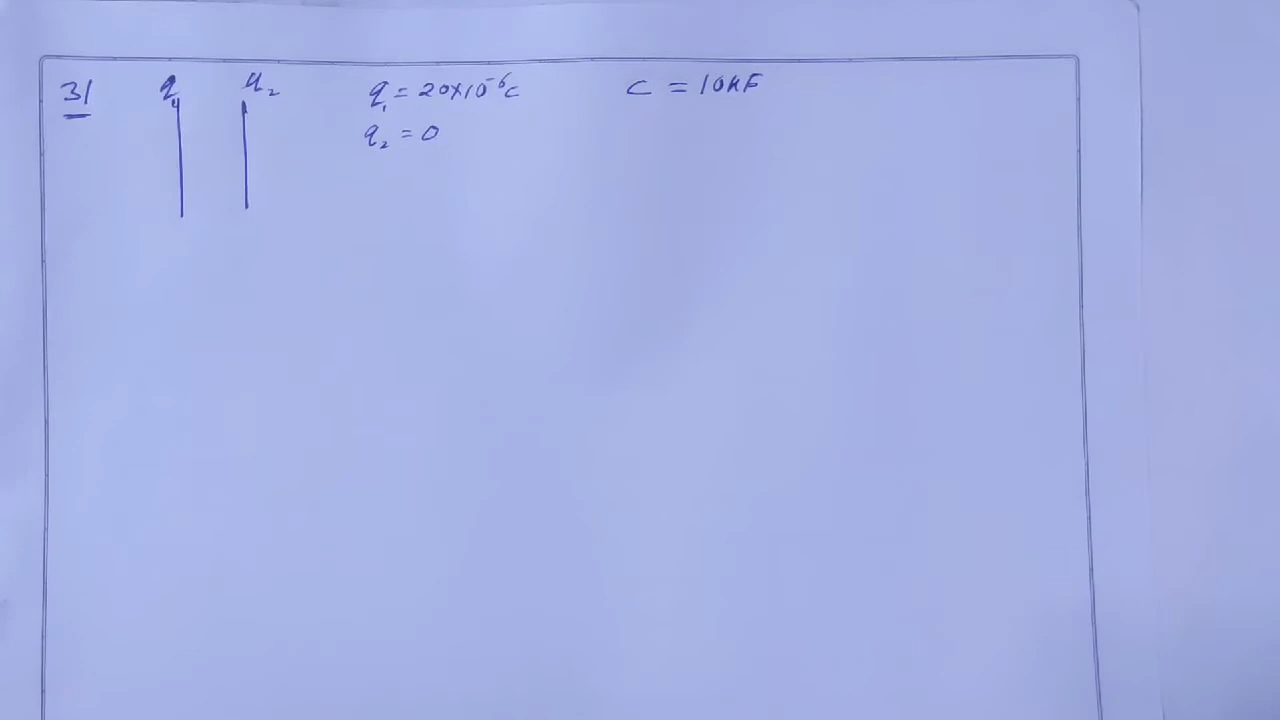 31 q₁ q₂ q₁ = 20×10⁻⁶c C = 10µF
q₂ = 0